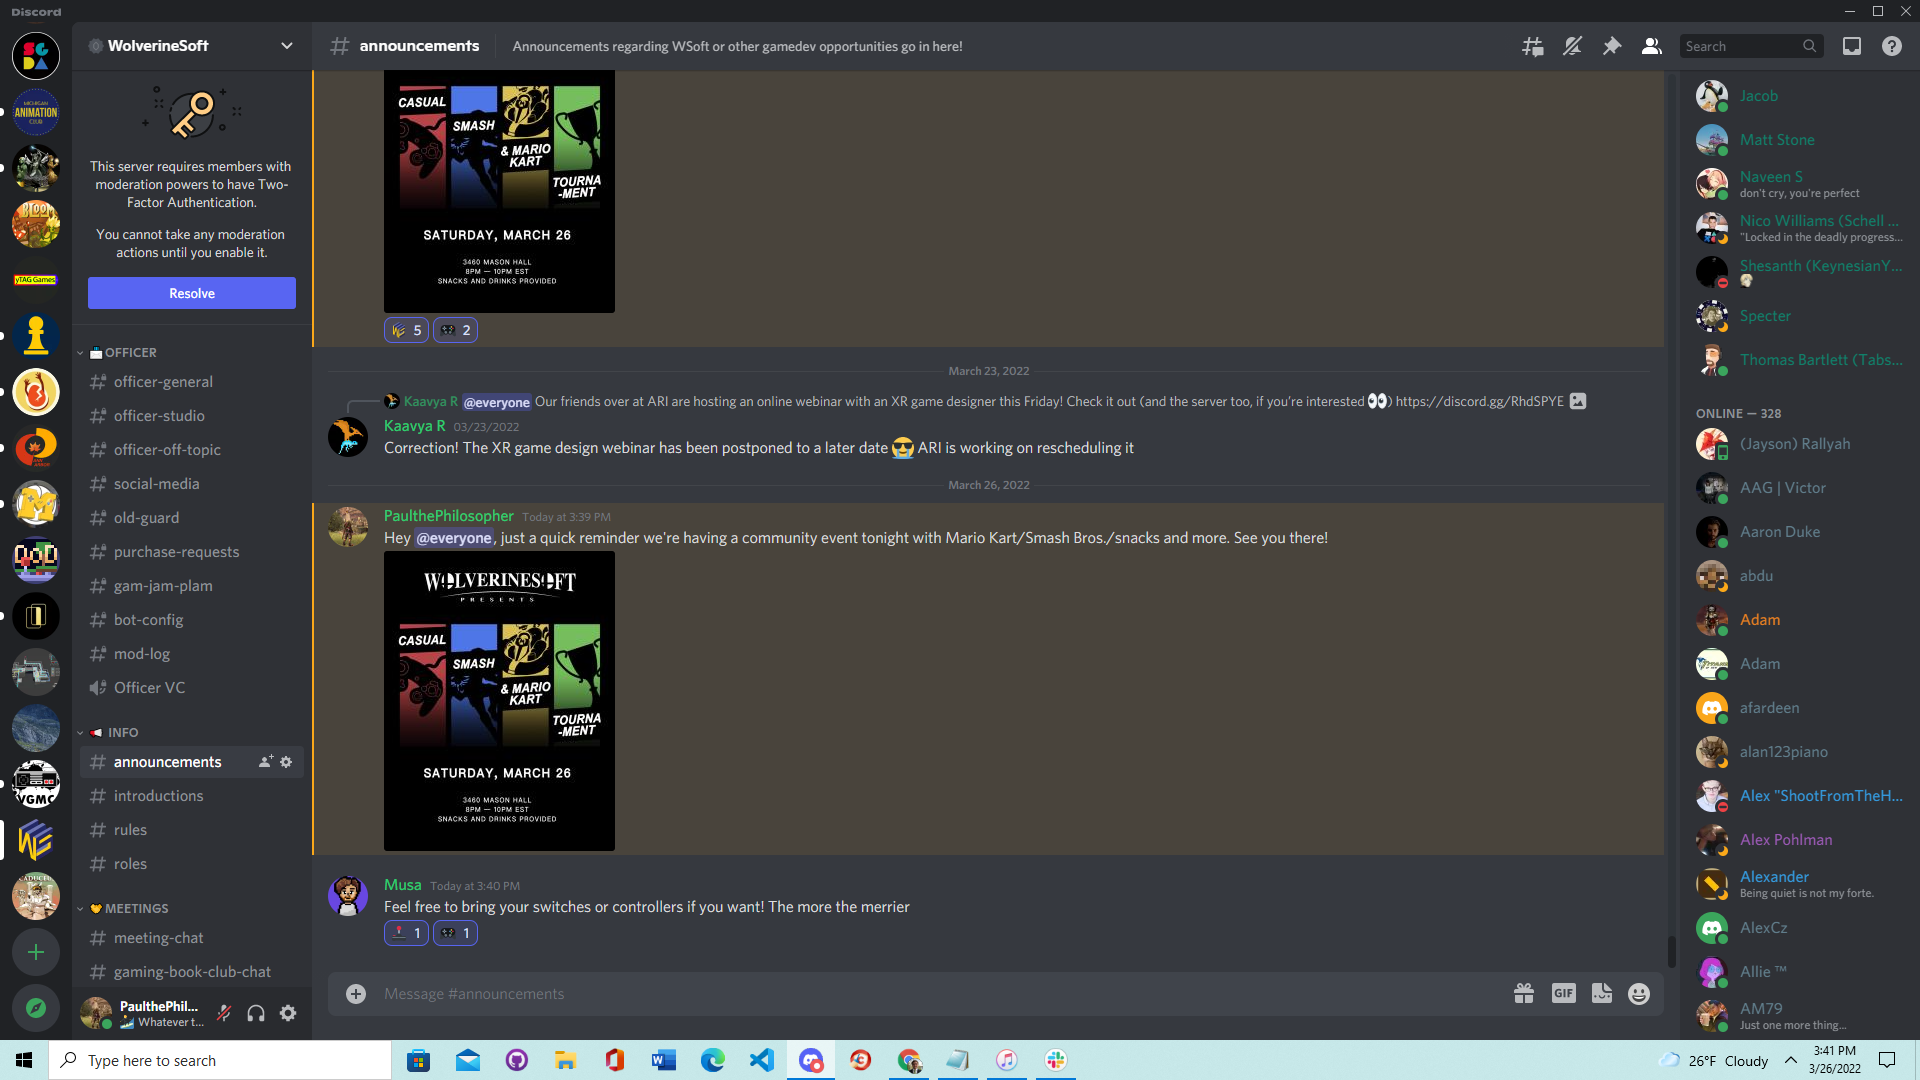 Discord
WolverineSoft
announcements
Announcements regarding WSoft or other gamedev opportunities go in here!
Search
SG
DA
MICHIGAN
ANIMATION
CLUB
BLOOM
yTAG Games
VGMC
This server requires members with
moderation powers to have Two-
Factor Authentication.
You cannot take any moderation
actions until you enable it.
Resolve
OFFICER
officer-general
officer-studio
officer-off-topic
social-media
old-guard
purchase-requests
gam-jam-plam
bot-config
mod-log
Officer VC
INFO
announcements
introductions
rules
roles
MEETINGS
meeting-chat
gaming-book-club-chat
PaulthePhil...
Whatever t...
CASUAL
SMASH
& MARIO
KART
TOURNA
-MENT
SATURDAY, MARCH 26
3460 MASON HALL
8PM — 10PM EST
SNACKS AND DRINKS PROVIDED
5
2
March 23, 2022
Kaavya R @everyone Our friends over at ARI are hosting an online webinar with an XR game designer this Friday! Check it out (and the server too, if you're interested 👀) https://discord.gg/RhdSPYE
Kaavya R 03/23/2022
Correction! The XR game design webinar has been postponed to a later date 😭 ARI is working on rescheduling it
March 26, 2022
PaulthePhilosopher Today at 3:39 PM
Hey @everyone, just a quick reminder we're having a community event tonight with Mario Kart/Smash Bros./snacks and more. See you there!
WOLVERINESOFT
PRESENTS
CASUAL
SMASH
& MARIO
KART
TOURNA
-MENT
SATURDAY, MARCH 26
3460 MASON HALL
8PM — 10PM EST
SNACKS AND DRINKS PROVIDED
Musa Today at 3:40 PM
Feel free to bring your switches or controllers if you want! The more the merrier
1
1
Message #announcements
GIF
Jacob
Matt Stone
Naveen S
don't cry, you're perfect
Nico Williams (Schell ...
"Locked in the deadly progress...
Shesanth (KeynesianY...
Specter
Thomas Bartlett (Tabs...
ONLINE — 328
(Jayson) Rallyah
AAG | Victor
Aaron Duke
abdu
Adam
Adam
afardeen
alan123piano
Alex "ShootFromTheH...
Alex Pohlman
Alexander
Being quiet is not my forte.
AlexCz
Allie ™
AM79
Just one more thing...
Type here to search
26°F Cloudy
3:41 PM
3/26/2022